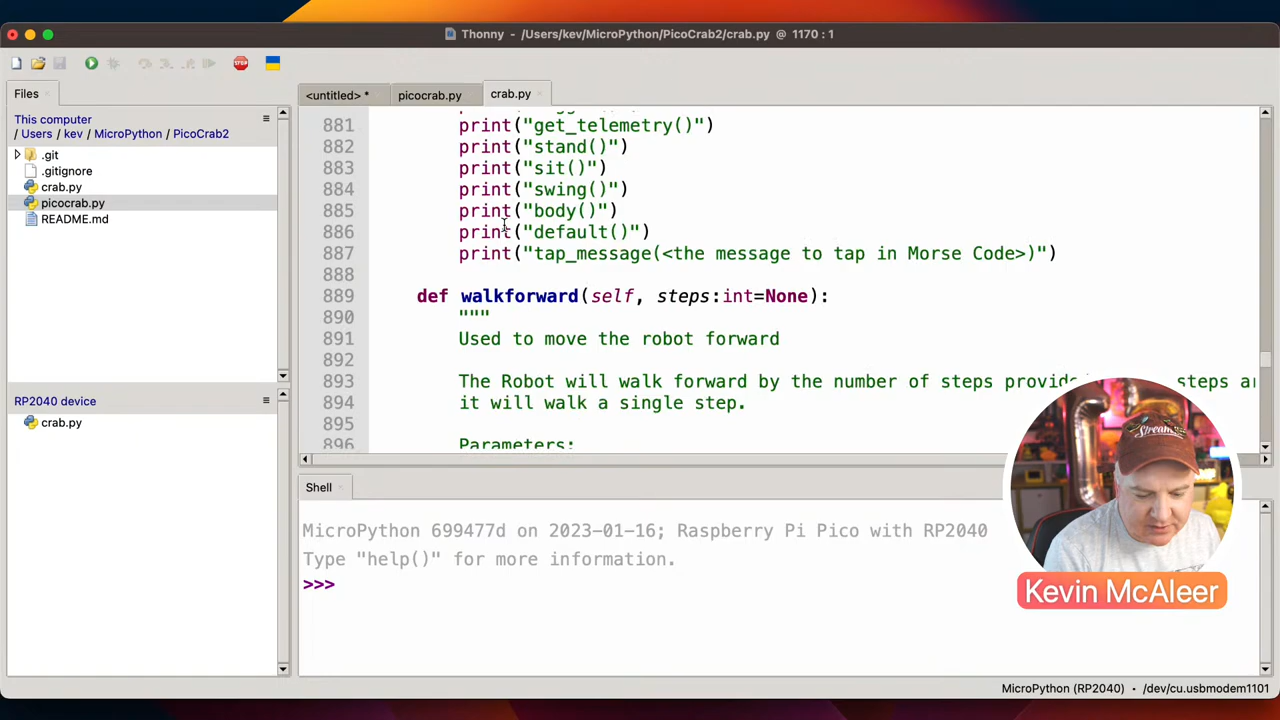 Thonny - /Users/kev/MicroPython/PicoCrab2/crab.py @ 1170 : 1
STOP
Files
This computer
/ Users / kev / MicroPython / PicoCrab2
.git
.gitignore
crab.py
picocrab.py
README.md
RP2040 device
crab.py
<untitled> *
picocrab.py
crab.py
881 print("get_telemetry()")
882 print("stand()")
883 print("sit()")
884 print("swing()")
885 print("body()")
886 print("default()")
887 print("tap_message(<the message to tap in Morse Code>)")
888
889 def walkforward(self, steps:int=None):
890 """
891 Used to move the robot forward
892
893 The Robot will walk forward by the number of steps steps
894 it will walk a single step.
895
896 Parameters:
Shell
MicroPython 699477d on 2023-01-16; Raspberry Pi Pico with RP2040
Type "help()" for more information.
>>>
Kevin McAleer
MicroPython (RP2040) • /dev/cu.usbmodem1101